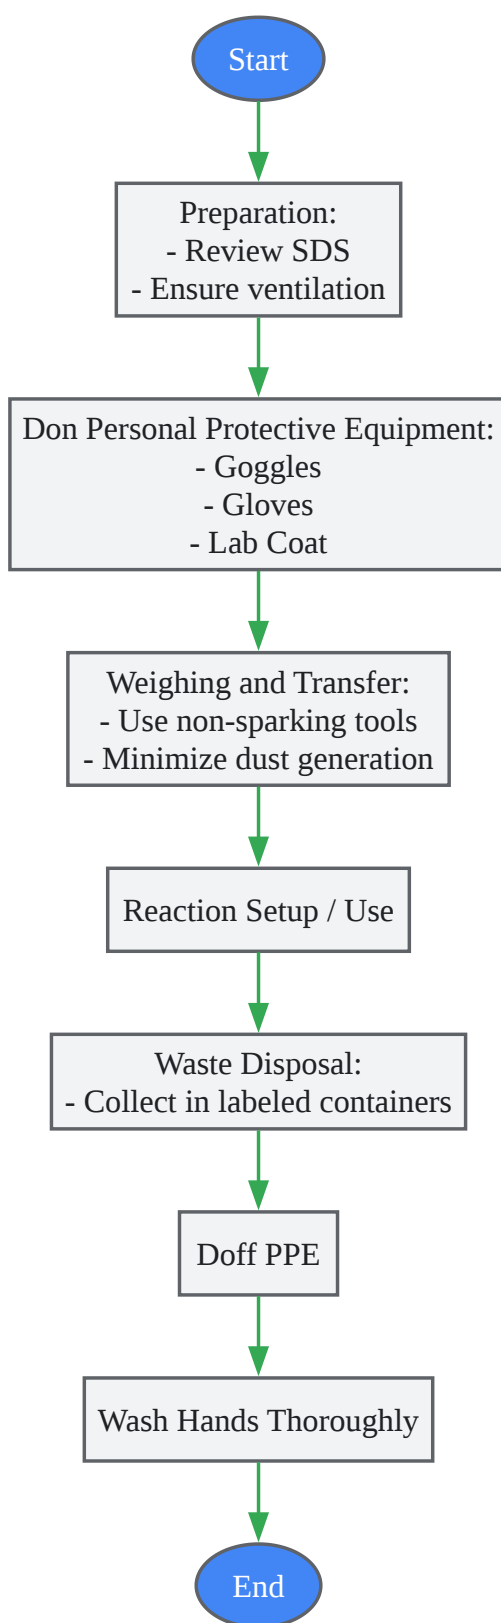 Start
Preparation:
- Review SDS
- Ensure ventilation
Don Personal Protective Equipment:
- Goggles
- Gloves
- Lab Coat
Weighing and Transfer:
- Use non-sparking tools
- Minimize dust generation
Reaction Setup / Use
Waste Disposal:
- Collect in labeled containers
Doff PPE
Wash Hands Thoroughly
End